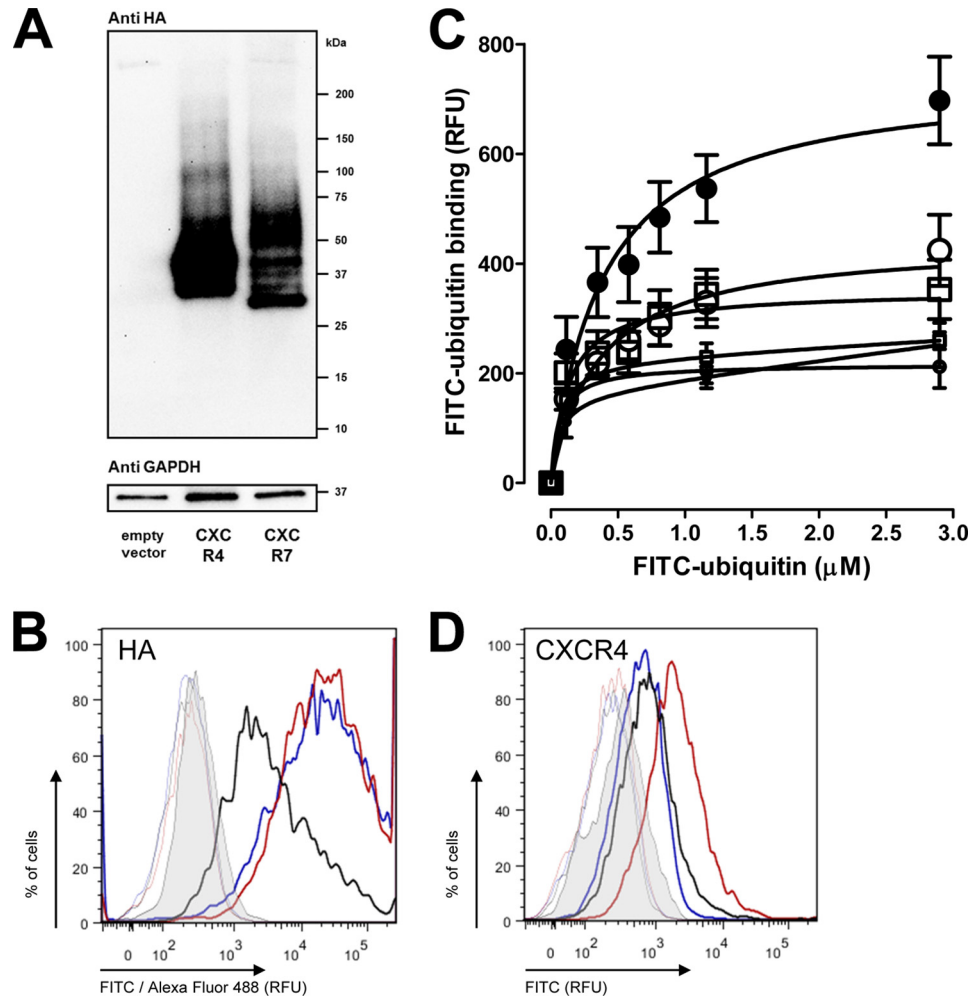 A
Anti HA
kDa
200
150
100
75
50
37
25
15
10
Anti GAPDH
37
empty
vector
CXC
R4
CXC
R7
C
800
600
400
200
0
FITC-ubiquitin binding (RFU)
0.0 0.5 1.0 1.5 2.0 2.5 3.0
FITC-ubiquitin (μM)
B
HA
100
80
60
40
20
0
% of cells
0 10² 10³ 10⁴ 10⁵
FITC / Alexa Fluor 488 (RFU)
D
CXCR4
100
80
60
40
20
0
% of cells
0 10² 10³ 10⁴ 10⁵
FITC (RFU)